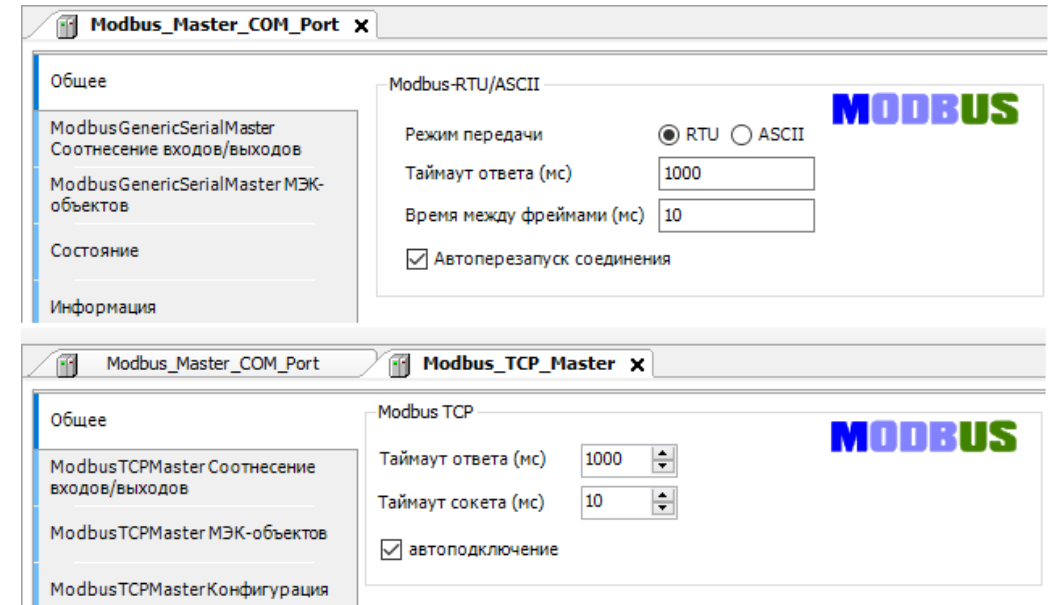 Modbus_Master_COM_Port
Общее
ModbusGenericSerialMaster
Соотнесение входов/выходов
ModbusGenericSerialMaster МЭК-
объектов
Состояние
Информация
Modbus-RTU/ASCII
MODBUS
Режим передачи RTU ASCII
Таймаут ответа (мс) 1000
Время между фреймами (мс) 10
Автоперезапуск соединения
Modbus_Master_COM_Port Modbus_TCP_Master
Общее
ModbusTCPMaster Соотнесение
входов/выходов
ModbusTCPMaster МЭК-объектов
ModbusTCPMasterКонфигурация
Modbus TCP
MODBUS
Таймаут ответа (мс) 1000
Таймаут сокета (мс) 10
автоподключение